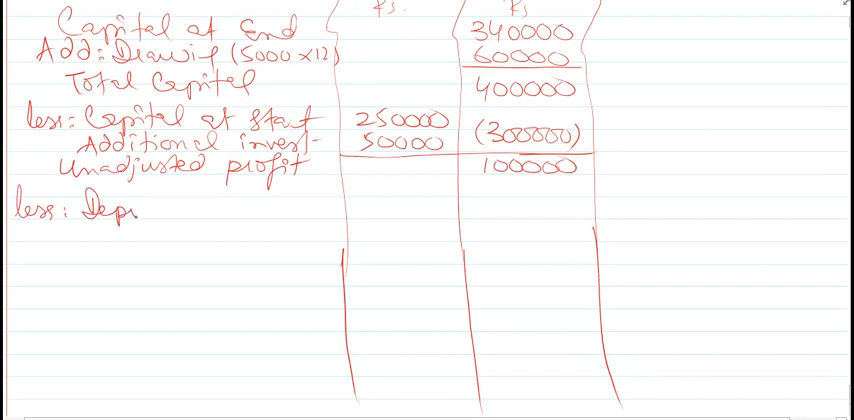 Rs. Rs
Capital at End 340000
Add: Drawing (5000 × 12) 60000
Total Capital 400000
less: Capital at start 250000 (300000)
Additional invest- 50000
Unadjusted profit 100000
less: Dep